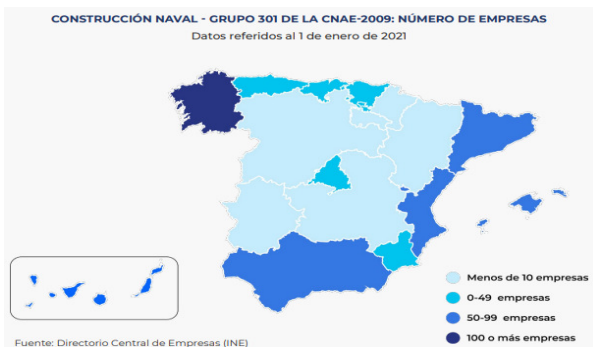 CONSTRUCCIÓN NAVAL - GRUPO 301 DE LA CNAE-2009: NÚMERO DE EMPRESAS
Datos referidos al 1 de enero de 2021
Menos de 10 empresas
0-49 empresas
50-99 empresas
100 o más empresas
Fuente: Directorio Central de Empresas (INE)